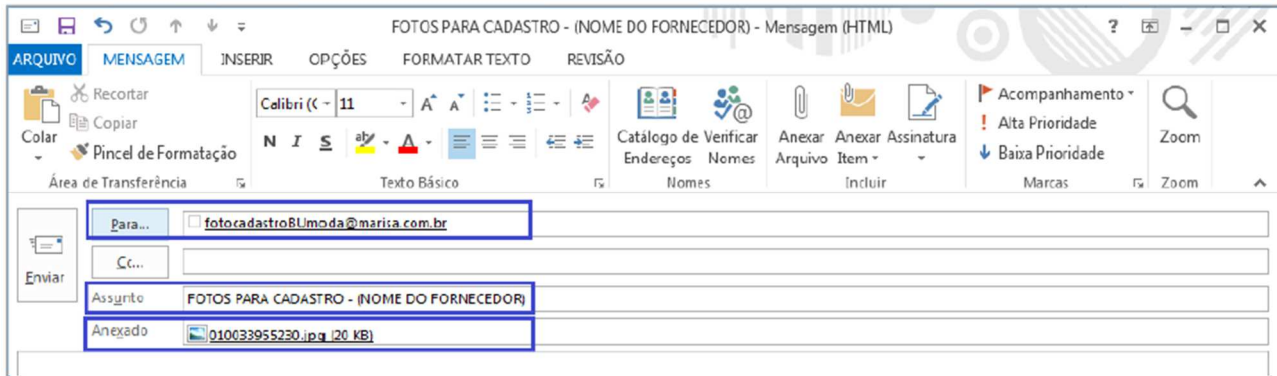 FOTOS PARA CADASTRO - (NOME DO FORNECEDOR) - Mensagem (HTML)
ARQUIVO MENSAGEM INSERIR OPÇÕES FORMATAR TEXTO REVISÃO
Colar
Recortar
Copiar
Pincel de Formatação
Área de Transferência
Calibri (C 11
N I S
Texto Básico
Catálogo de Endereços
Verificar Nomes
Nomes
Anexar Arquivo
Anexar Item
Assinatura
Incluir
Acompanhamento
Alta Prioridade
Baixa Prioridade
Marcas
Zoom
Zoom
Enviar
Para... fotocadastroBUmoda@marisa.com.br
Cc...
Assunto FOTOS PARA CADASTRO - (NOME DO FORNECEDOR)
Anexado 010033955230.jpg (20 KB)